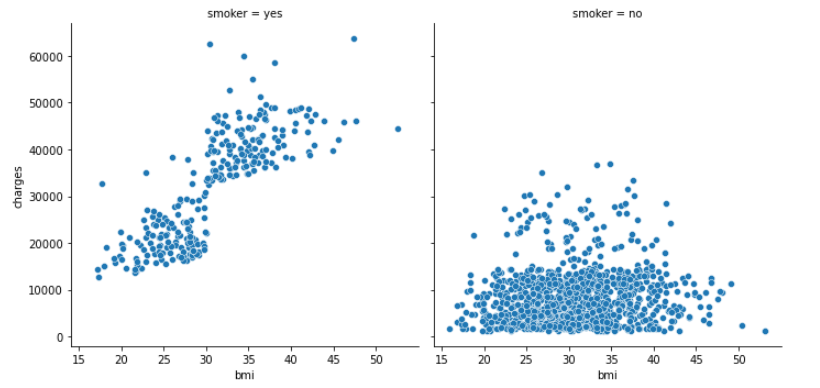 smoker = yes
smoker = no
60000
50000
40000
30000
20000
10000
0
charges
15 20 25 30 35 40 45 50
15 20 25 30 35 40 45 50
bmi
bmi